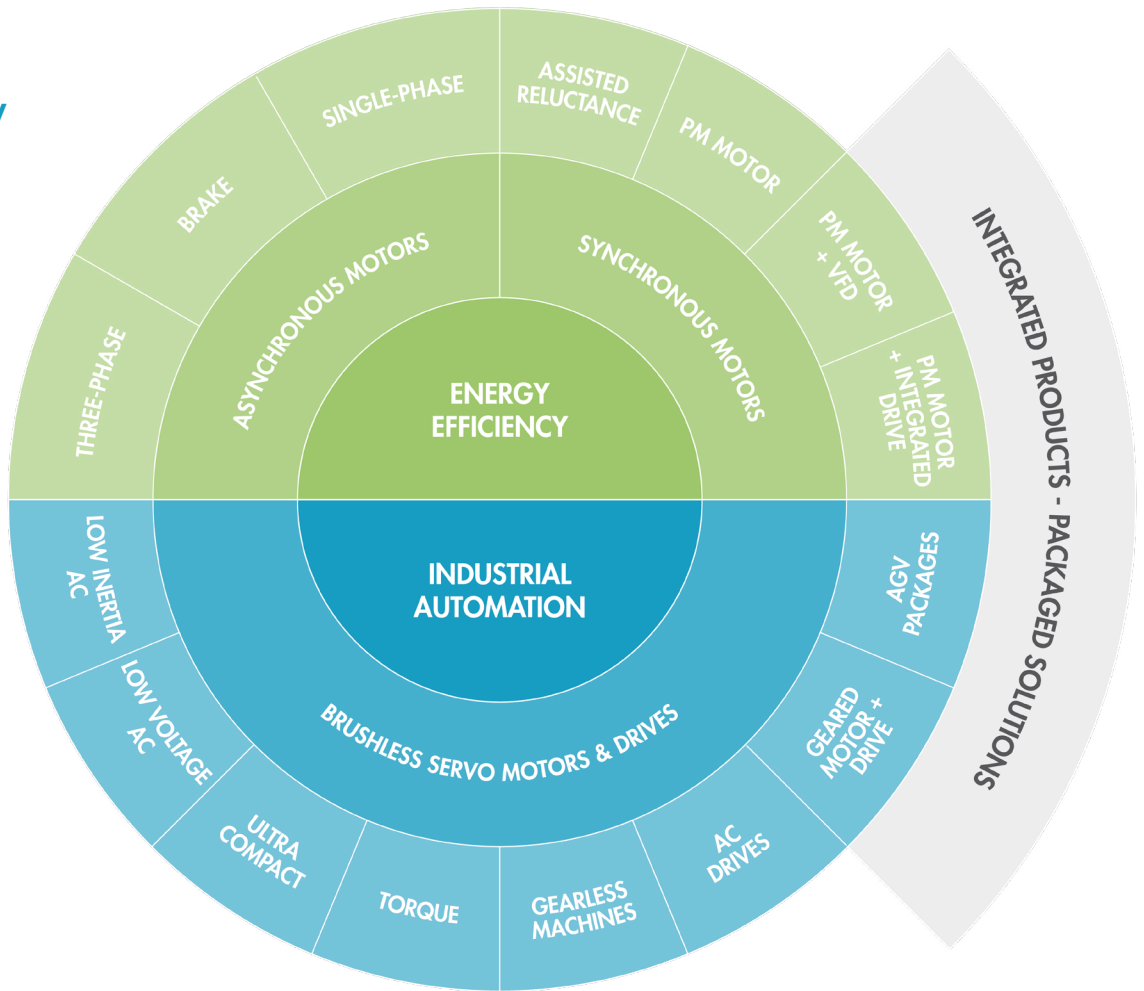 SINGLE-PHASE
ASSISTED
RELUCTANCE
PM MOTOR
BRAKE
PM MOTOR
+ VFD
ASYNCHRONOUS MOTORS
SYNCHRONOUS MOTORS
THREE-PHASE
PM MOTOR
+ INTEGRATED
DRIVE
ENERGY
EFFICIENCY
INTEGRATED PRODUCTS - PACKAGED SOLUTIONS
INDUSTRIAL
AUTOMATION
LOW INERTIA
AC
AGV
PACKAGES
LOW VOLTAGE
AC
BRUSHLESS SERVO MOTORS & DRIVES
GEARED
MOTOR +
DRIVE
ULTRA
COMPACT
TORQUE
GEARLESS
MACHINES
AC
DRIVES